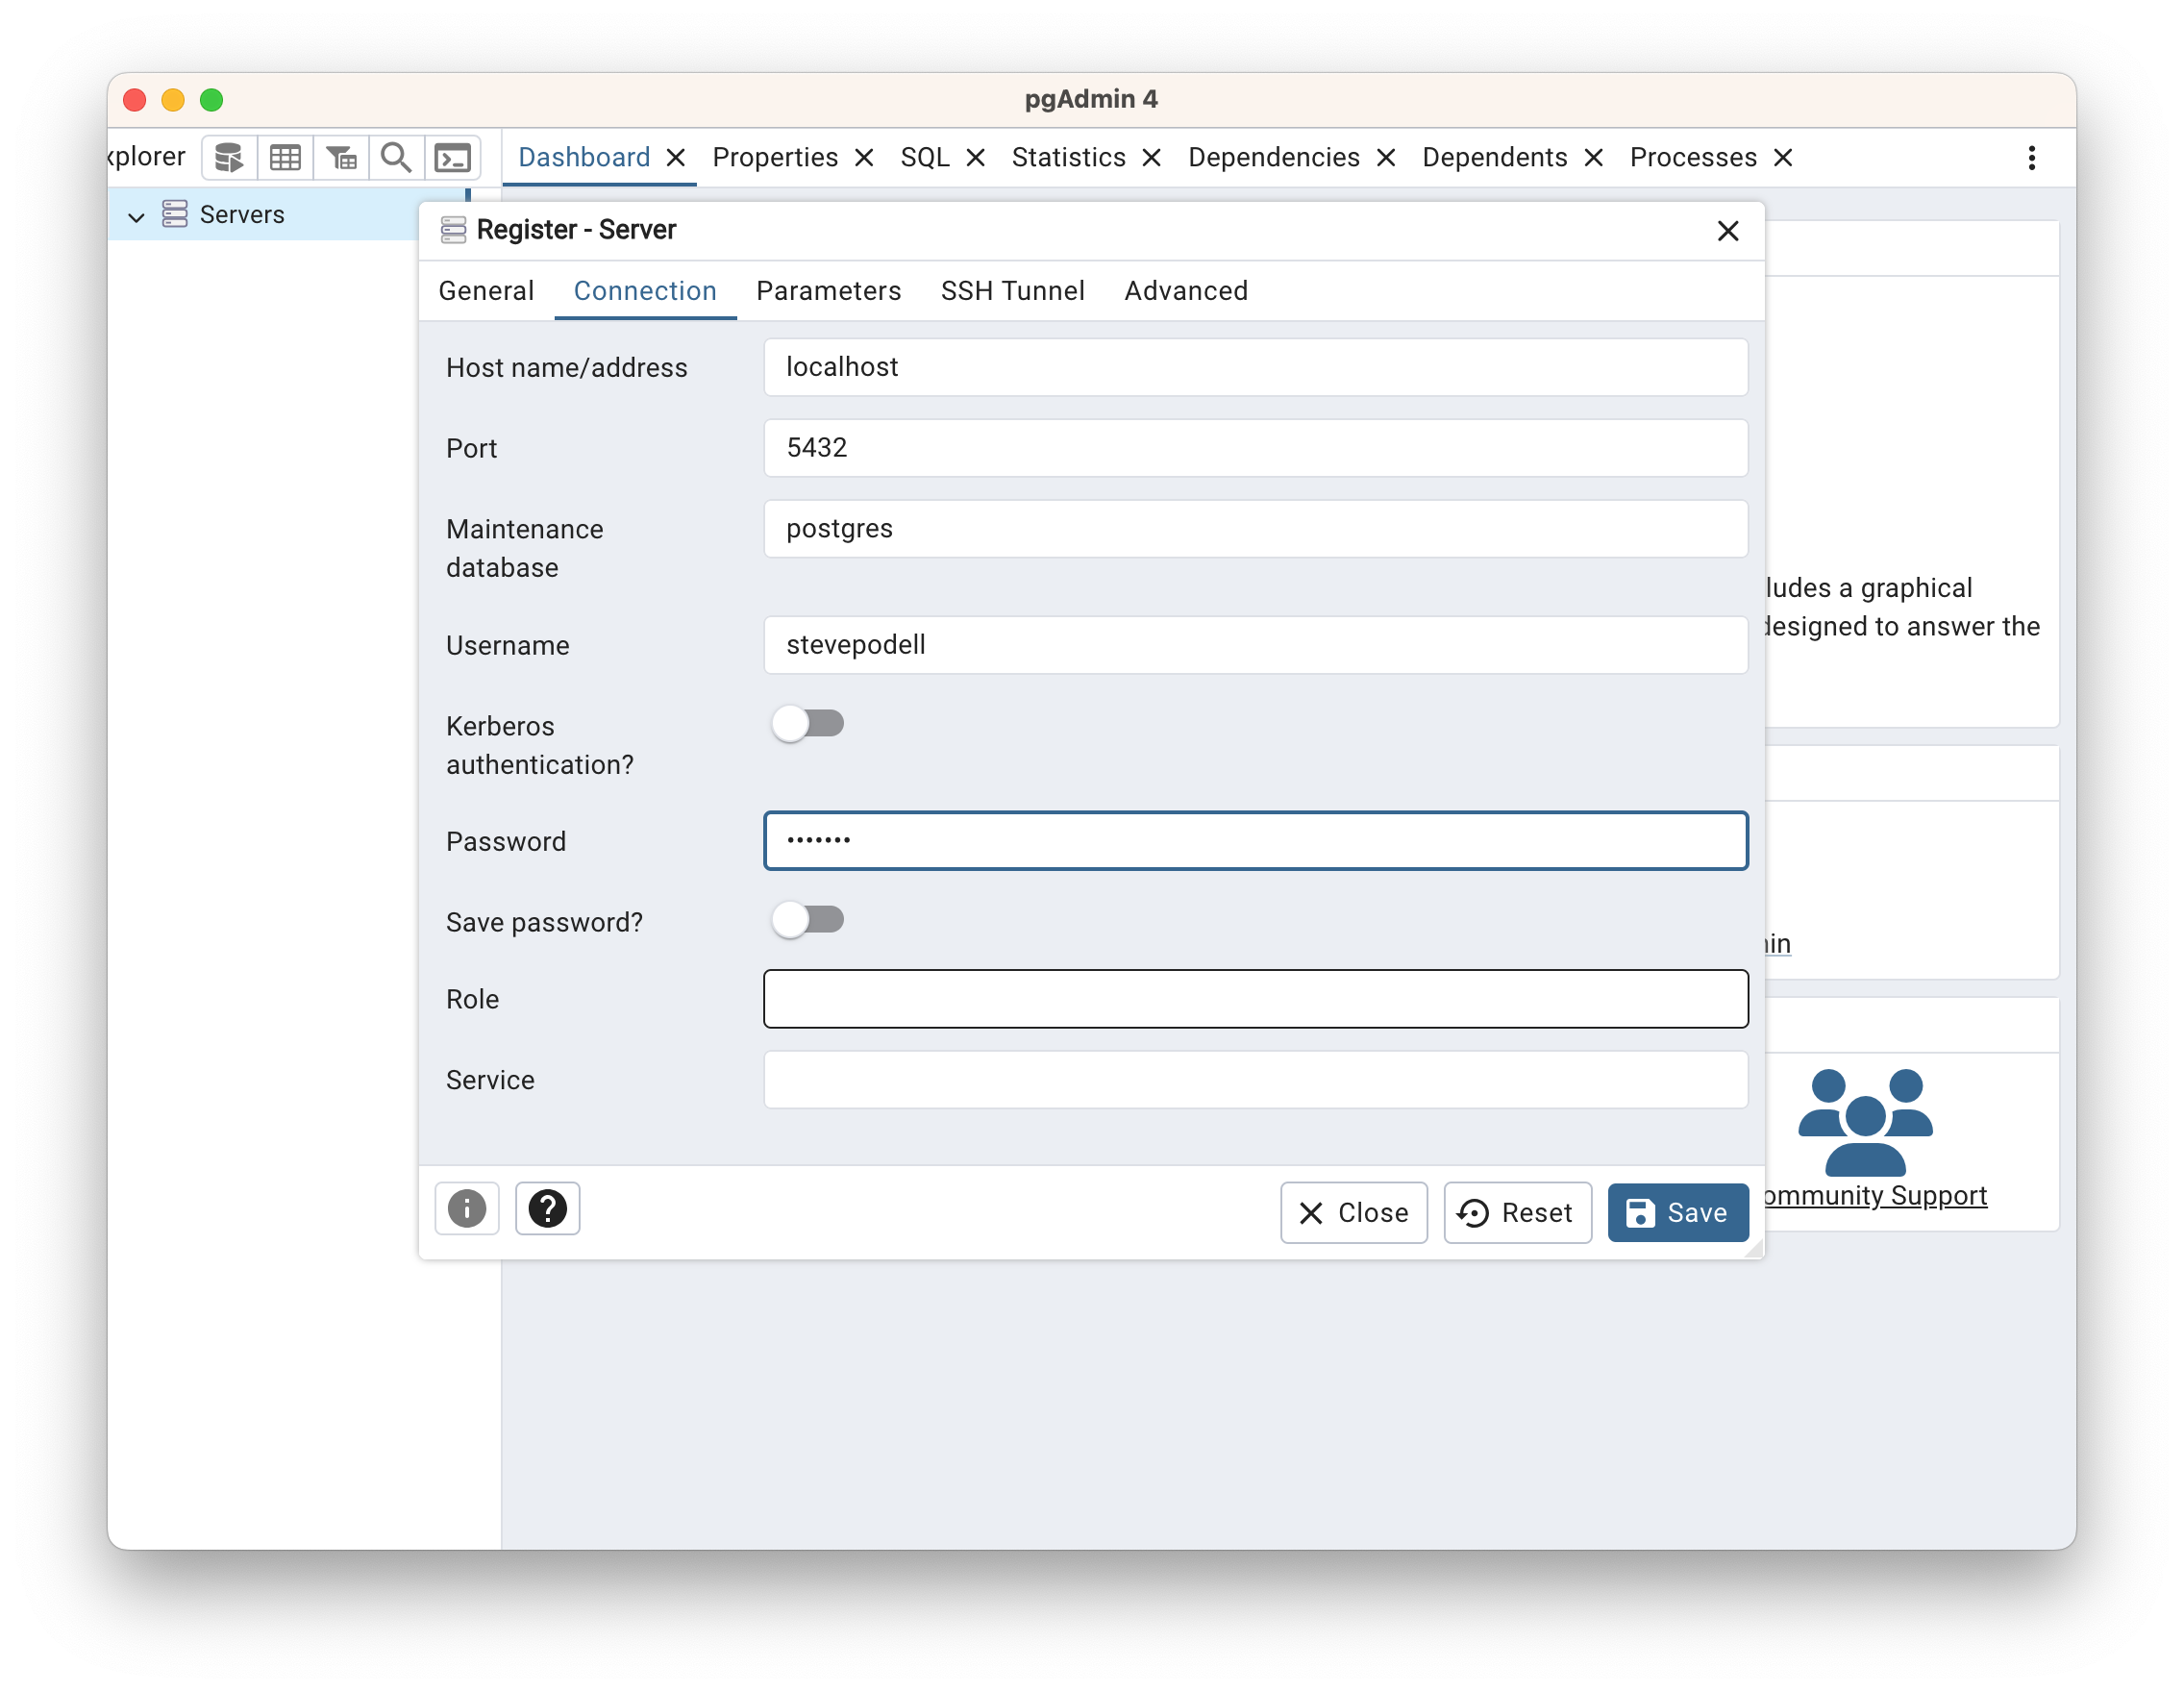 pgAdmin 4
xplorer
Dashboard Properties SQL Statistics Dependencies Dependents Processes
Servers
Register - Server
General Connection Parameters SSH Tunnel Advanced
Host name/address localhost
Port 5432
Maintenance
database
postgres
Username stevepodell
Kerberos
authentication?
Password •••••••
Save password?
Role
Service
Close Reset Save
ludes a graphical
designed to answer the
in
ommunity Support